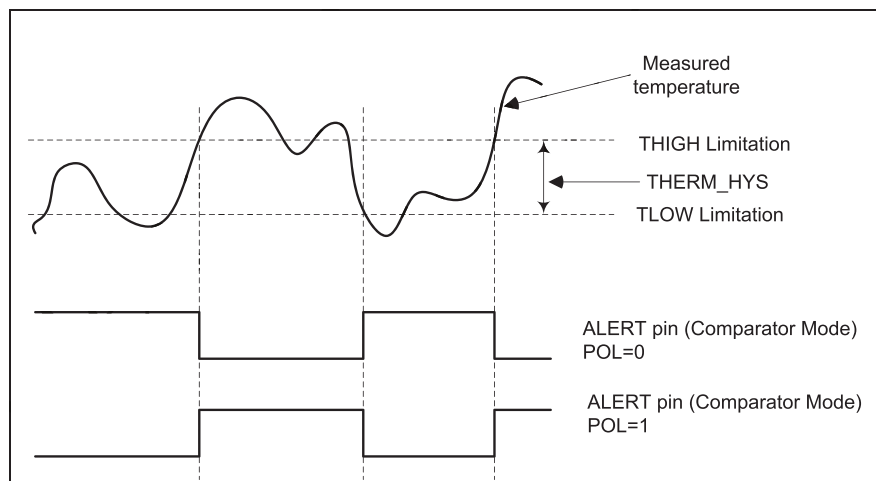 Measured
temperature
THIGH Limitation
THERM_HYS
TLOW Limitation
ALERT pin (Comparator Mode)
POL=0
ALERT pin (Comparator Mode)
POL=1